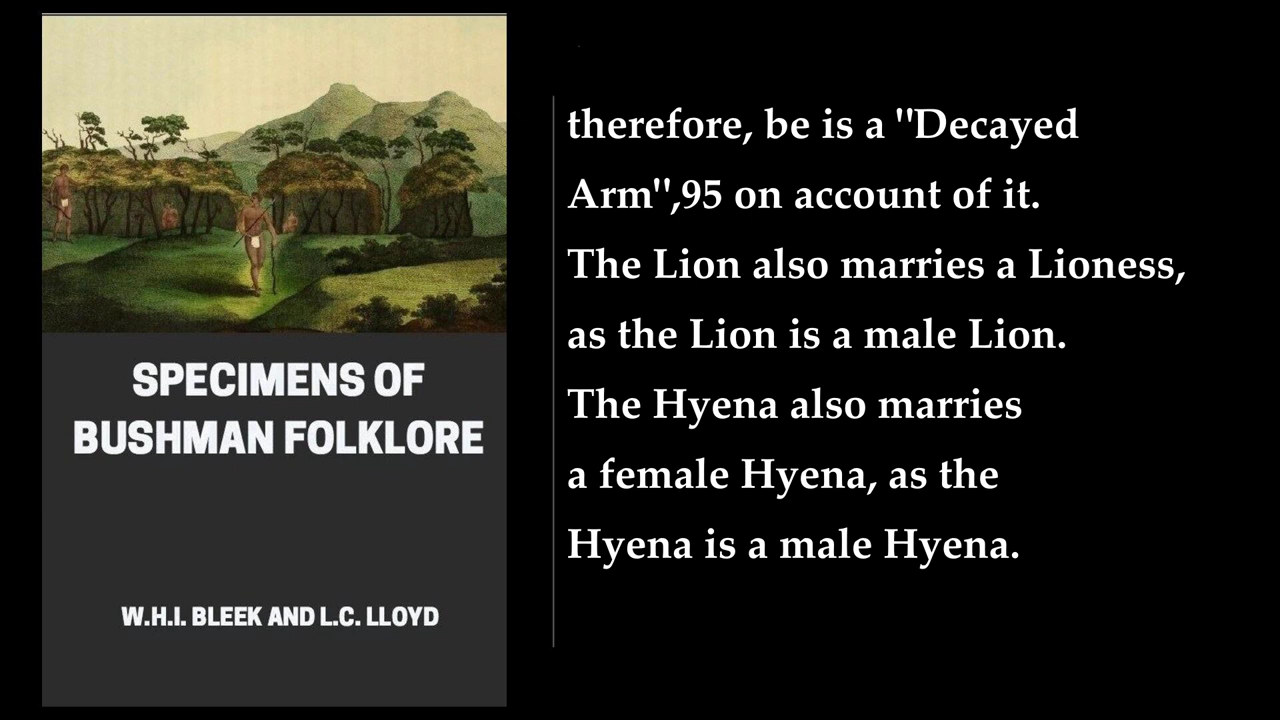 SPECIMENS OF
BUSHMAN FOLKLORE
W.H.I. BLEEK AND L.C. LLOYD
therefore, be is a "Decayed
Arm",95 on account of it.
The Lion also marries a Lioness,
as the Lion is a male Lion.
The Hyena also marries
a female Hyena, as the
Hyena is a male Hyena.